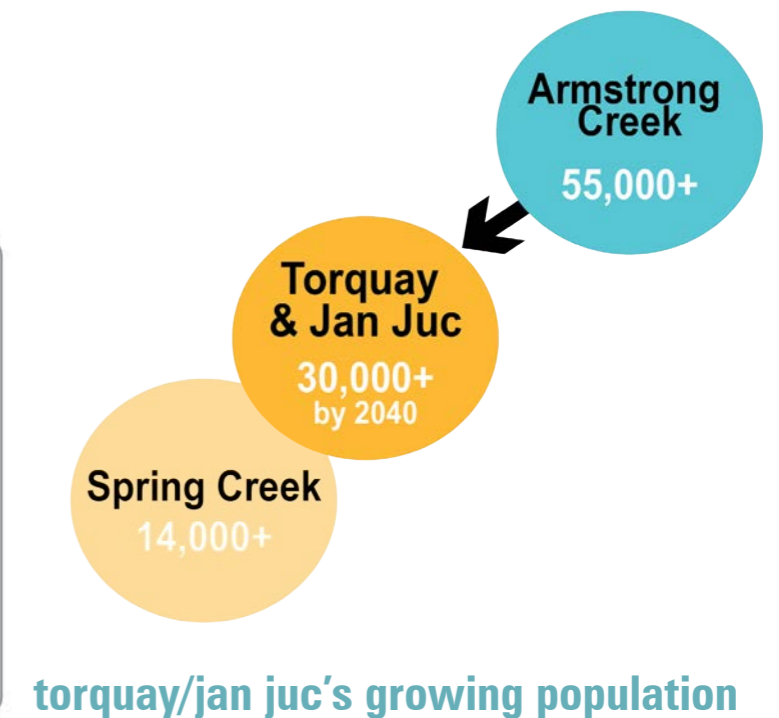 Armstrong
Creek
55,000+
Torquay
& Jan Juc
30,000+
by 2040
Spring Creek
14,000+
torquay/jan juc's growing population